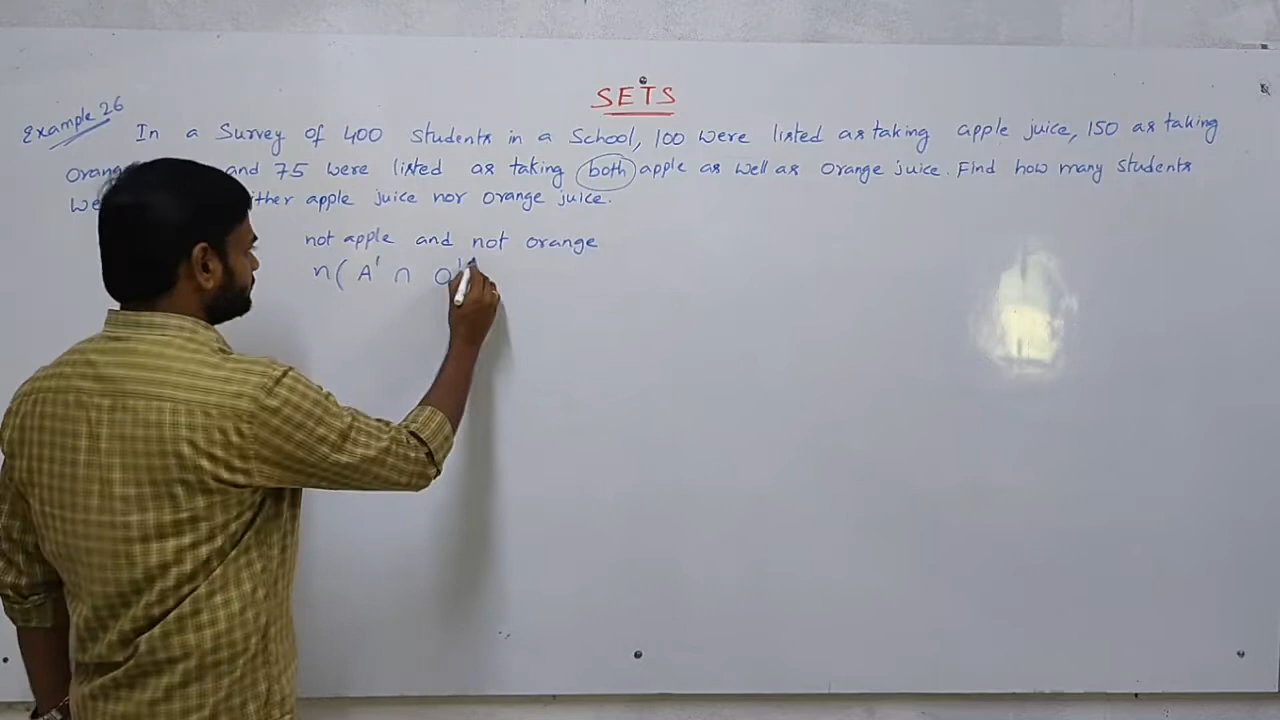 SETS
Example 26
In a Survey of 400 students in a School, 100 were listed as taking apple juice, 150 as taking
orange and 75 were listed as taking both apple as well as orange juice. Find how many students
We ither apple juice nor orange juice.
not apple and not orange
n( A' ∩ O'